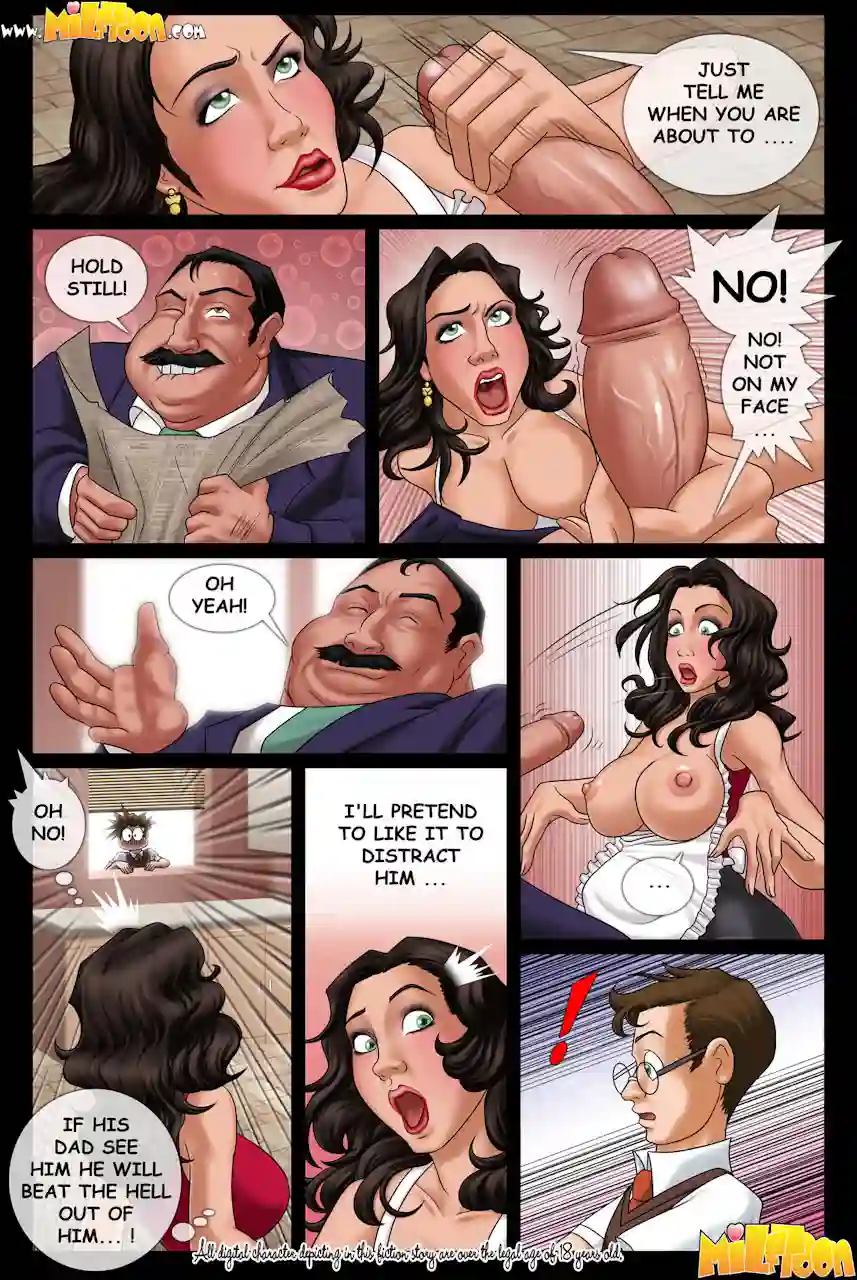 www.MilfToon.com
JUST
TELL ME
WHEN YOU ARE
ABOUT TO ....
HOLD
STILL!
NO!
NO!
NOT
ON MY
FACE
...
OH
YEAH!
...
OH
NO!
I'LL PRETEND
TO LIKE IT TO
DISTRACT
HIM ...
IF HIS
DAD SEE
HIM HE WILL
BEAT THE HELL
OUT OF
HIM... !
!
All digital character depicting in this fiction story are over the legal age of 18 years old.
MilfToon